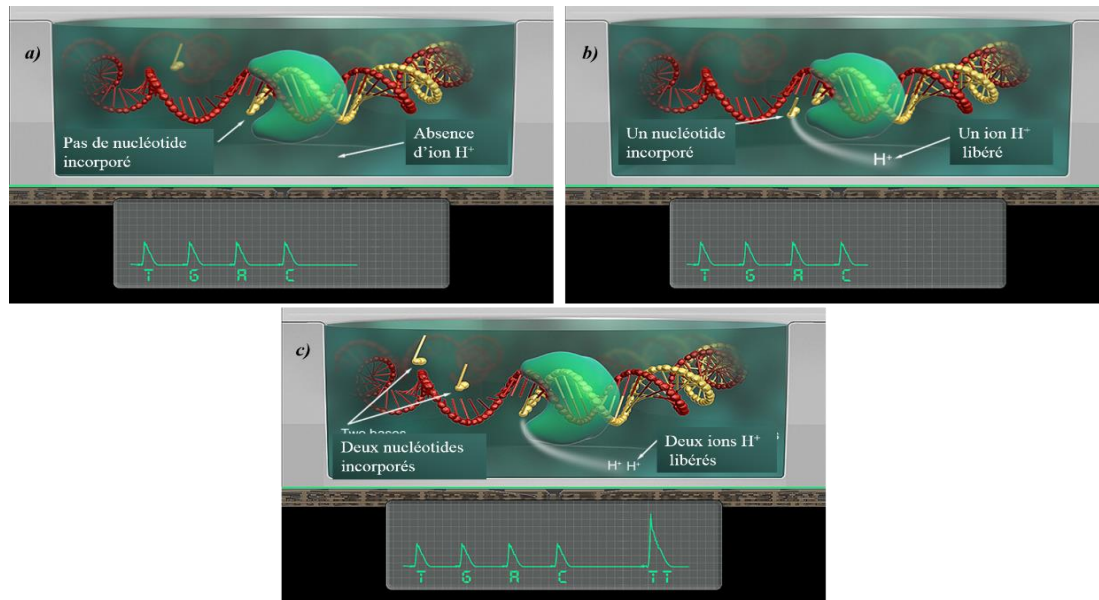 a)
Pas de nucléotide
incorporé
Absence
d'ion H⁺
T G A C
b)
Un nucléotide
incorporé
Un ion H⁺
libéré
H⁺
T G A C
c)
Two bases
Deux nucléotides
incorporés
Deux ions H⁺
libérés
s
H⁺ H⁺
T G A C T T